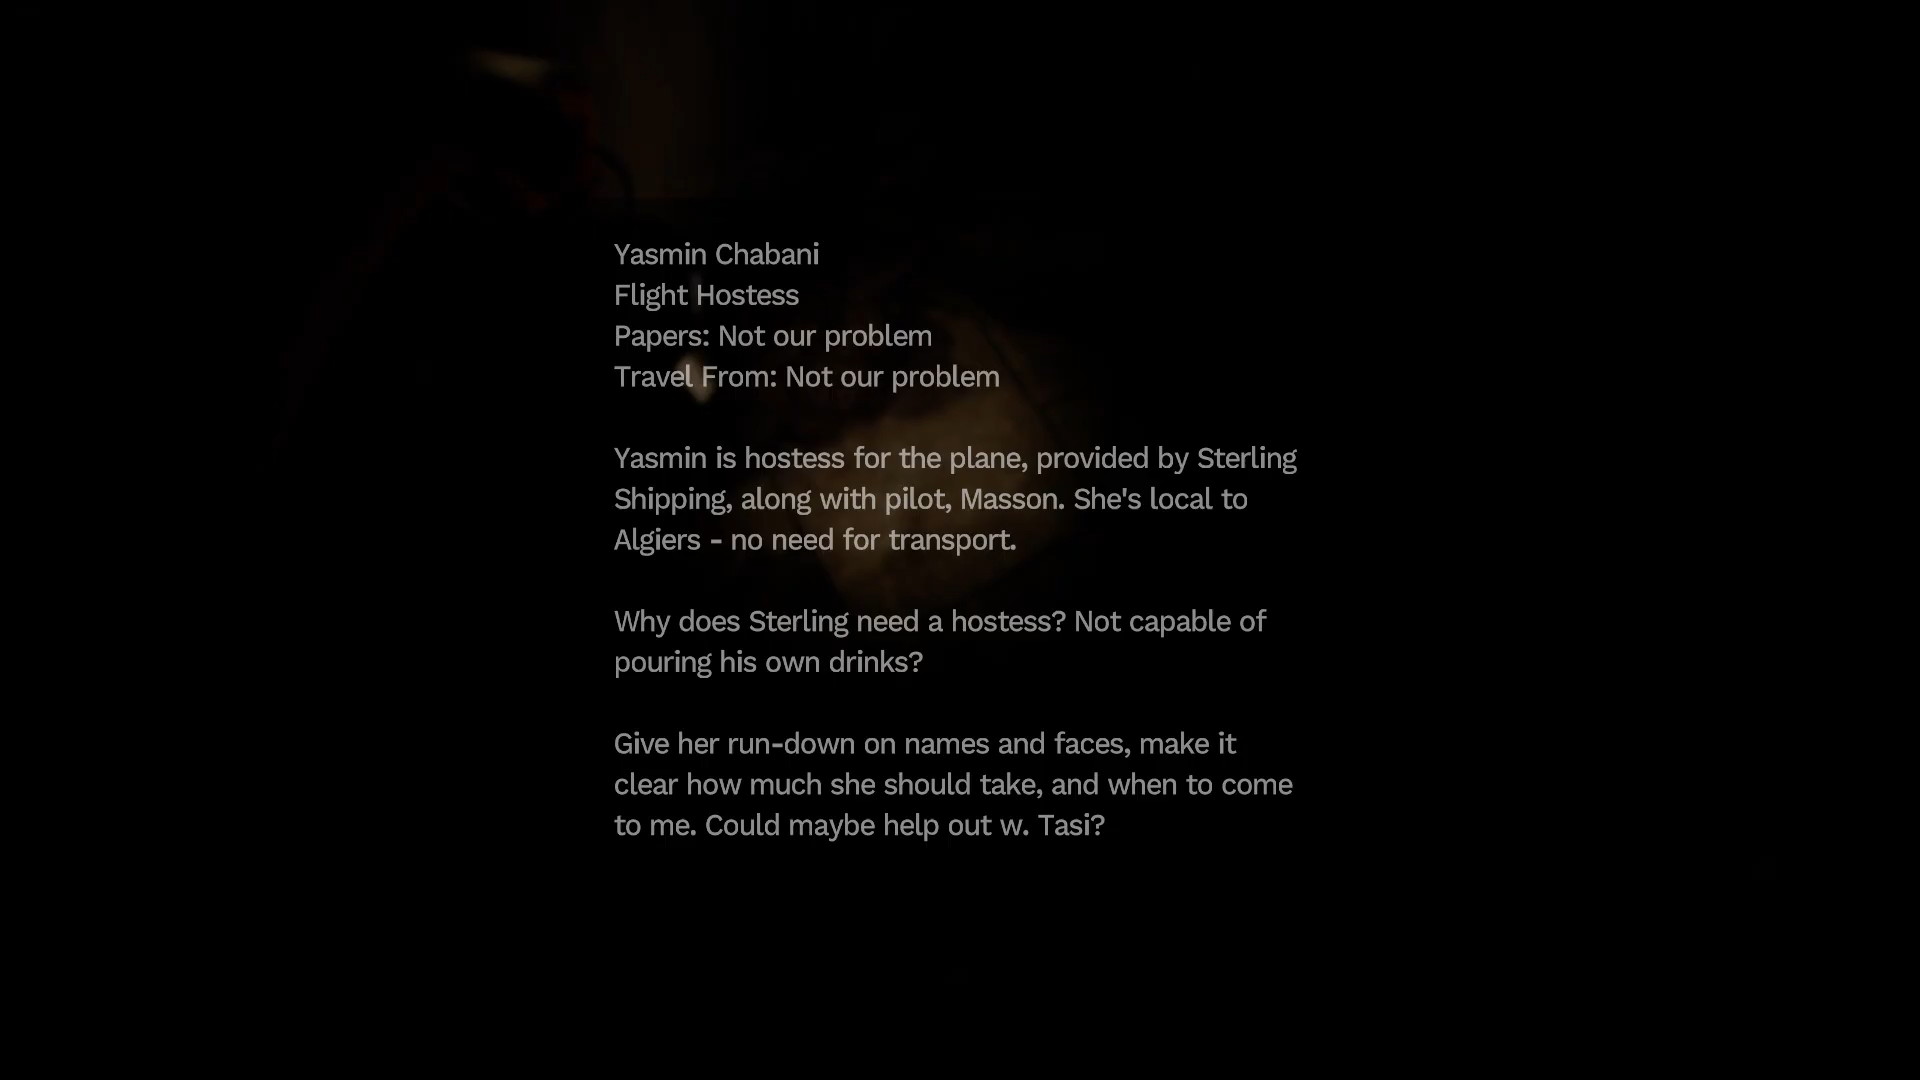 Yasmin Chabani
Flight Hostess
Papers: Not our problem
Travel From: Not our problem
Yasmin is hostess for the plane, provided by Sterling
Shipping, along with pilot, Masson. She's local to
Algiers - no need for transport.
Why does Sterling need a hostess? Not capable of
pouring his own drinks?
Give her run-down on names and faces, make it
clear how much she should take, and when to come
to me. Could maybe help out w. Tasi?